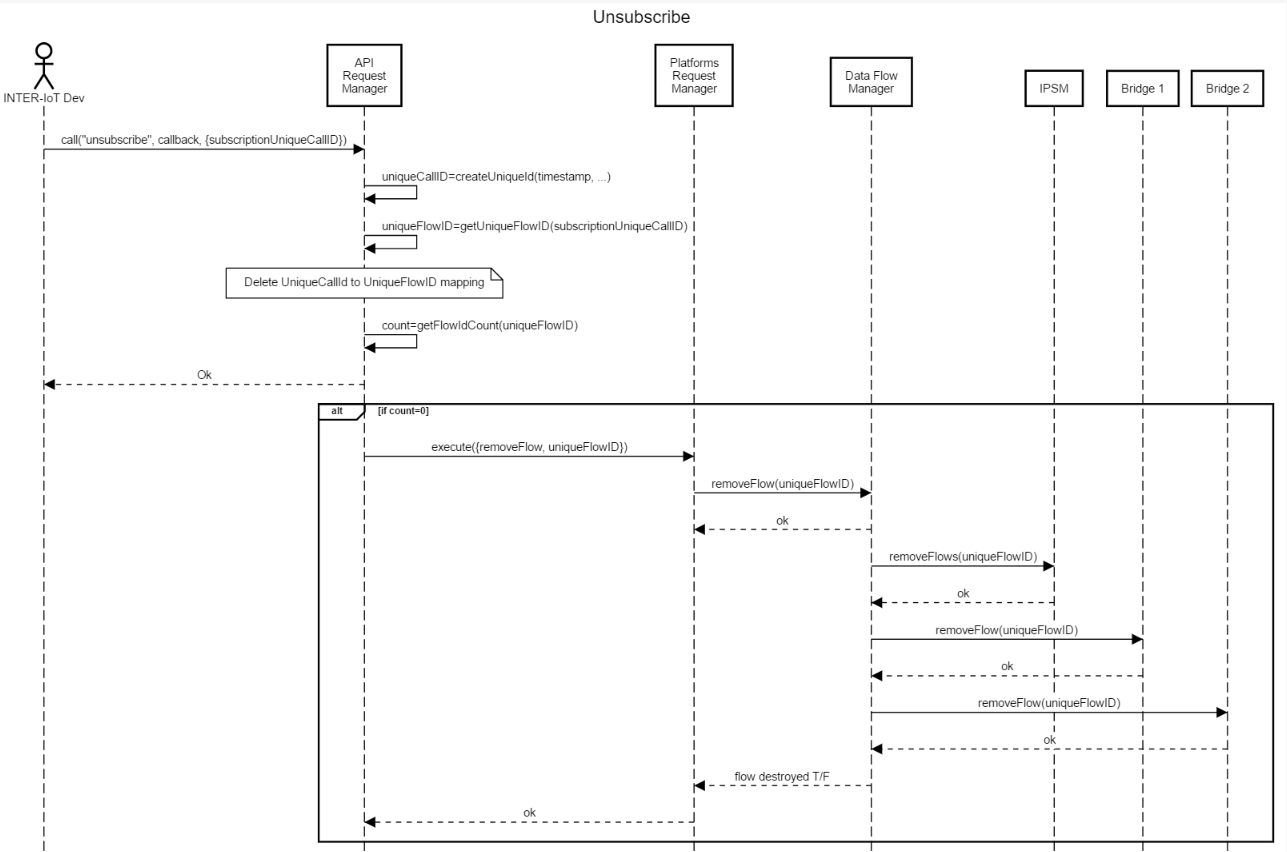 Unsubscribe
INTER-IoT Dev
API
Request
Manager
Platforms
Request
Manager
Data Flow
Manager
IPSM
Bridge 1
Bridge 2
call("unsubscribe", callback, {subscriptionUniqueCallID})
uniqueCallID=createUniqueId(timestamp, ...)
uniqueFlowID=getUniqueFlowID(subscriptionUniqueCallID)
Delete UniqueCallId to UniqueFlowID mapping
count=getFlowIdCount(uniqueFlowID)
Ok
alt
[if count=0]
execute({removeFlow, uniqueFlowID})
removeFlow(uniqueFlowID)
ok
removeFlows(uniqueFlowID)
ok
removeFlow(uniqueFlowID)
ok
removeFlow(uniqueFlowID)
ok
flow destroyed T/F
ok